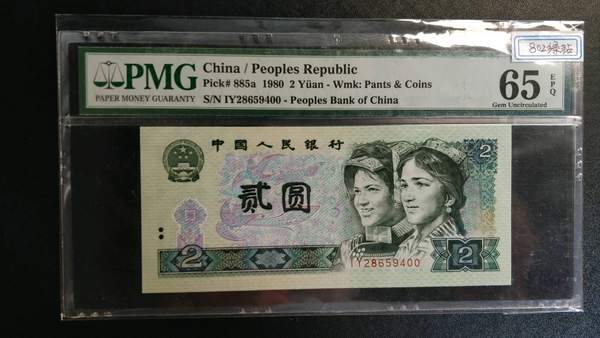 802绿钻
PMG
PAPER MONEY GUARANTY
China / Peoples Republic
Pick# 885a 1980 2 Yüan - Wmk: Pants & Coins
S/N IY28659400 - Peoples Bank of China
65 EPQ
Gem Uncirculated
中国人民银行
贰圆
2
2
2
IY28659400